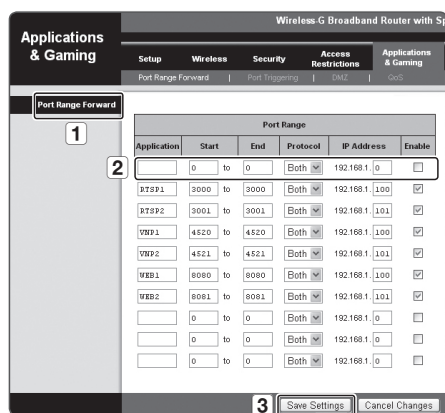 Wireless-G Broadband Router with Sp
Applications
& Gaming
Setup Wireless Security Access Restrictions Applications & Gaming
Port Range Forward | Port Triggering | DMZ | QoS
Port Range Forward
1
Port Range
Application Start End Protocol IP Address Enable
2
0 to 0 Both 192.168.1. 0
RTSP1 3000 to 3000 Both 192.168.1. 100
RTSP2 3001 to 3001 Both 192.168.1. 101
VNP1 4520 to 4520 Both 192.168.1. 100
VNP2 4521 to 4521 Both 192.168.1. 101
WEB1 8080 to 8080 Both 192.168.1. 100
WEB2 8081 to 8081 Both 192.168.1. 101
0 to 0 Both 192.168.1. 0
0 to 0 Both 192.168.1. 0
0 to 0 Both 192.168.1. 0
3 Save Settings Cancel Changes